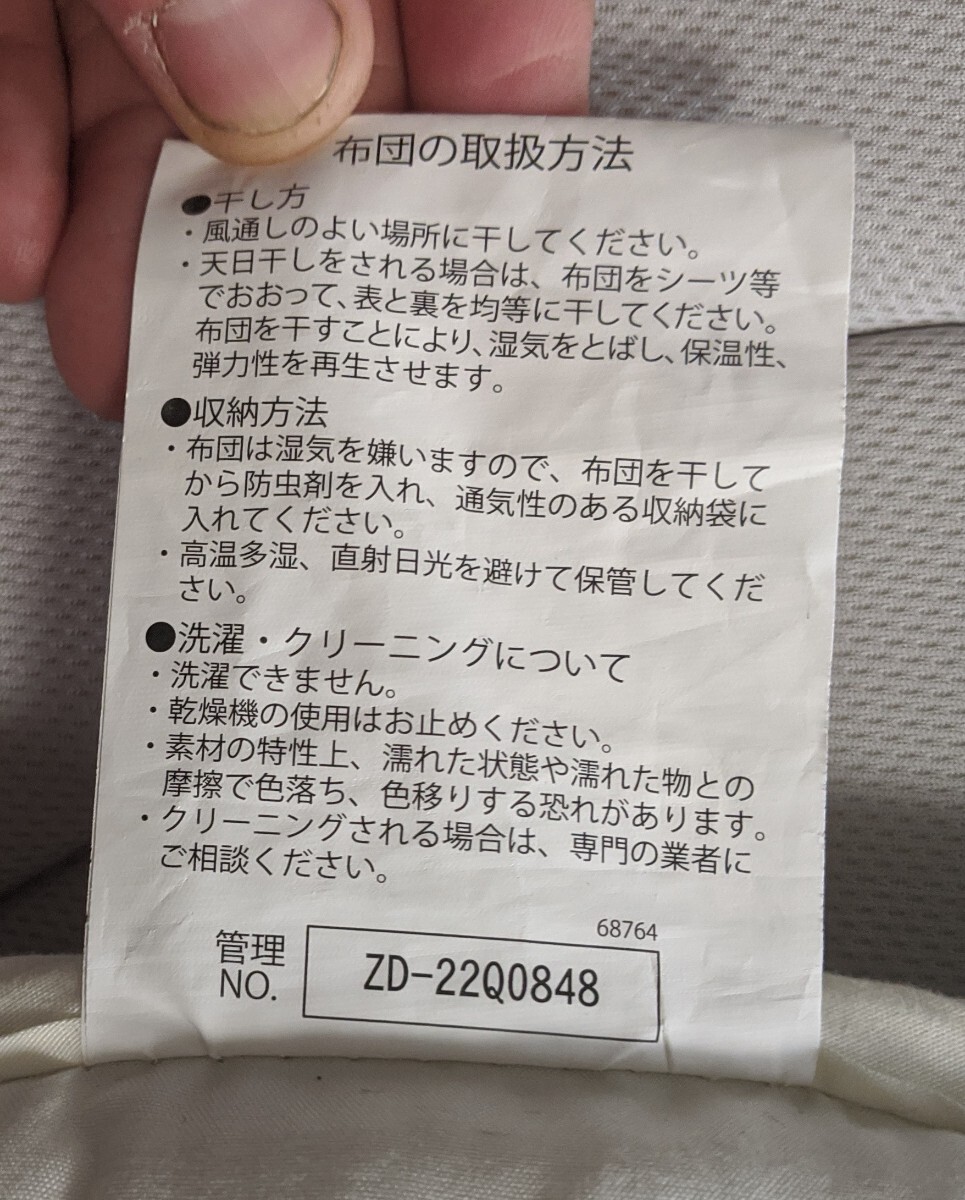 布団の取扱方法
●干し方
・風通しのよい場所に干してください。
・天日干しをされる場合は、布団をシーツ等
でおおって、表と裏を均等に干してください。
布団を干すことにより、湿気をとばし、保温性、
弾力性を再生させます。
●収納方法
・布団は湿気を嫌いますので、布団を干して
から防虫剤を入れ、通気性のある収納袋に
入れてください。
・高温多湿、直射日光を避けて保管してくだ
さい。
●洗濯・クリーニングについて
・洗濯できません。
・乾燥機の使用はお止めください。
・素材の特性上、濡れた状態や濡れた物との
摩擦で色落ち、色移りする恐れがあります。
・クリーニングされる場合は、専門の業者に
ご相談ください。
68764
管理
NO.
ZD-22Q0848